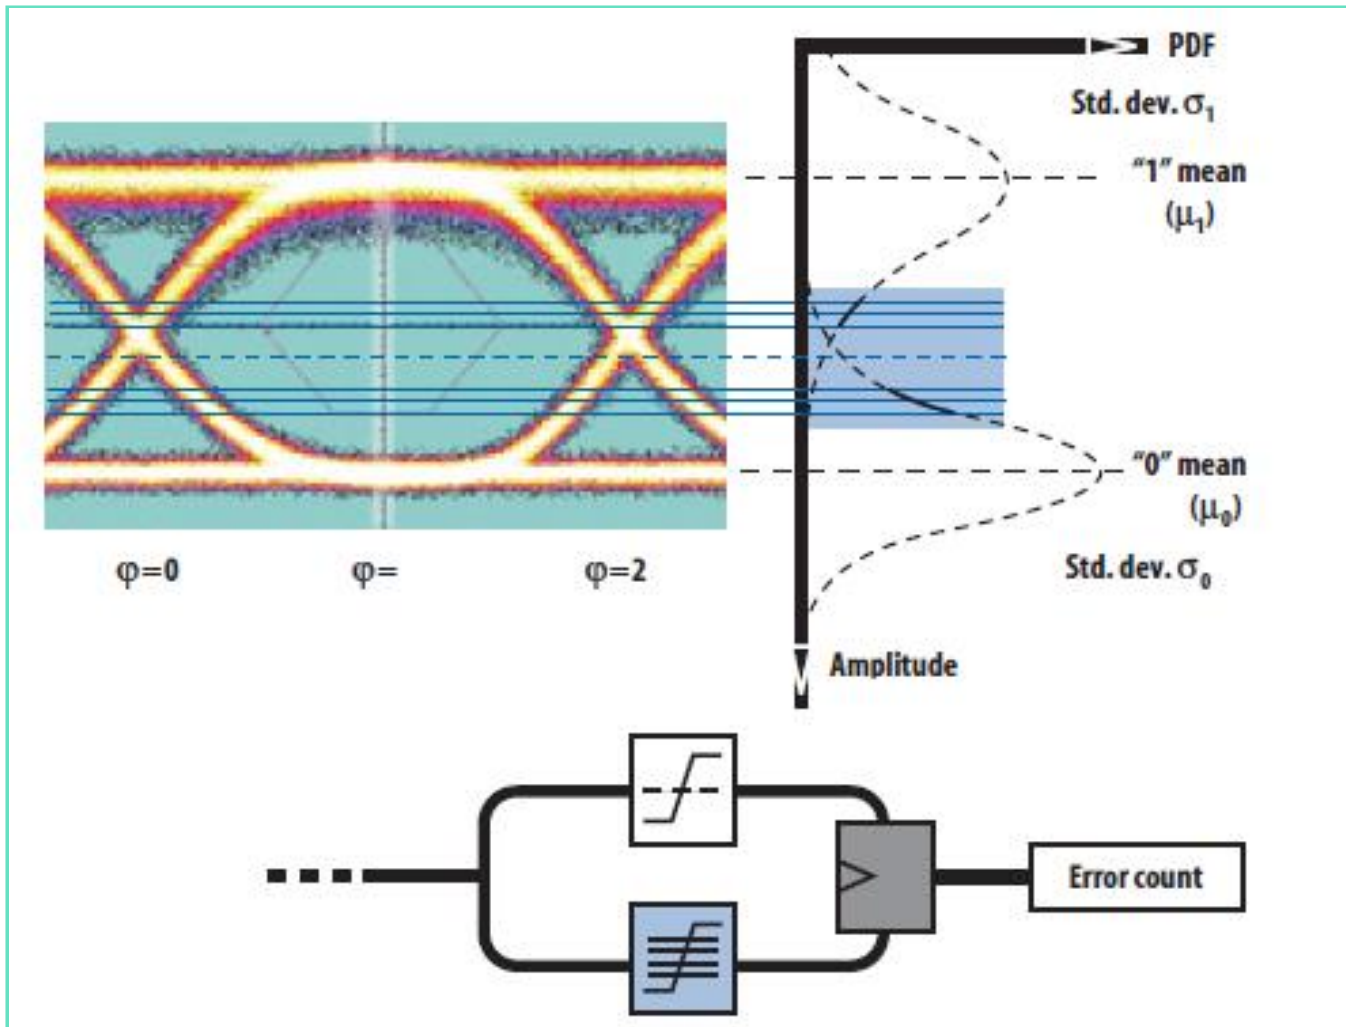 PDF
Std. dev. σ₁
“1” mean
(μ₁)
“0” mean
(μ₀)
φ=0
φ=
φ=2
Std. dev. σ₀
Amplitude
Error count